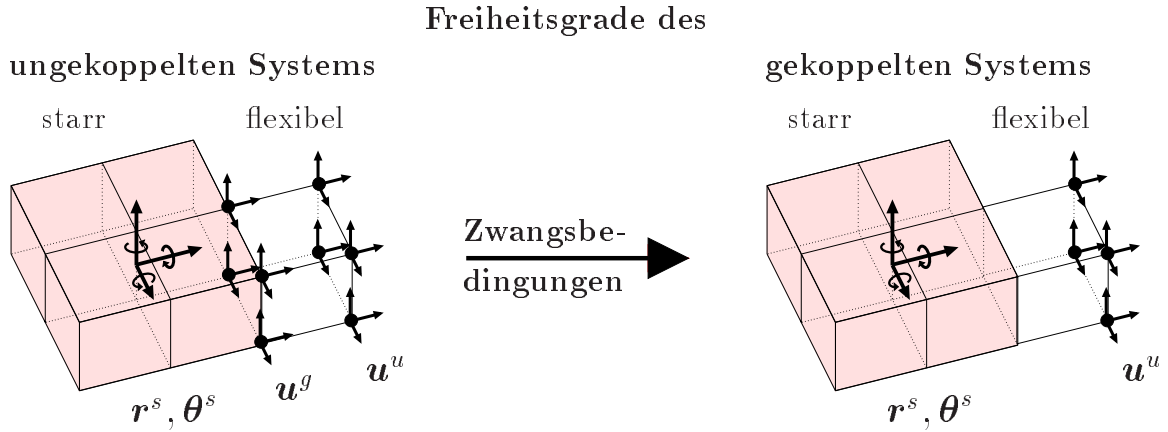 Freiheitsgrade des
ungekoppelten Systems
gekoppelten Systems
starr
flexibel
starr
flexibel
Zwangsbe-
dingungen
u^u
u^g
r^s, θ^s
u^u
r^s, θ^s